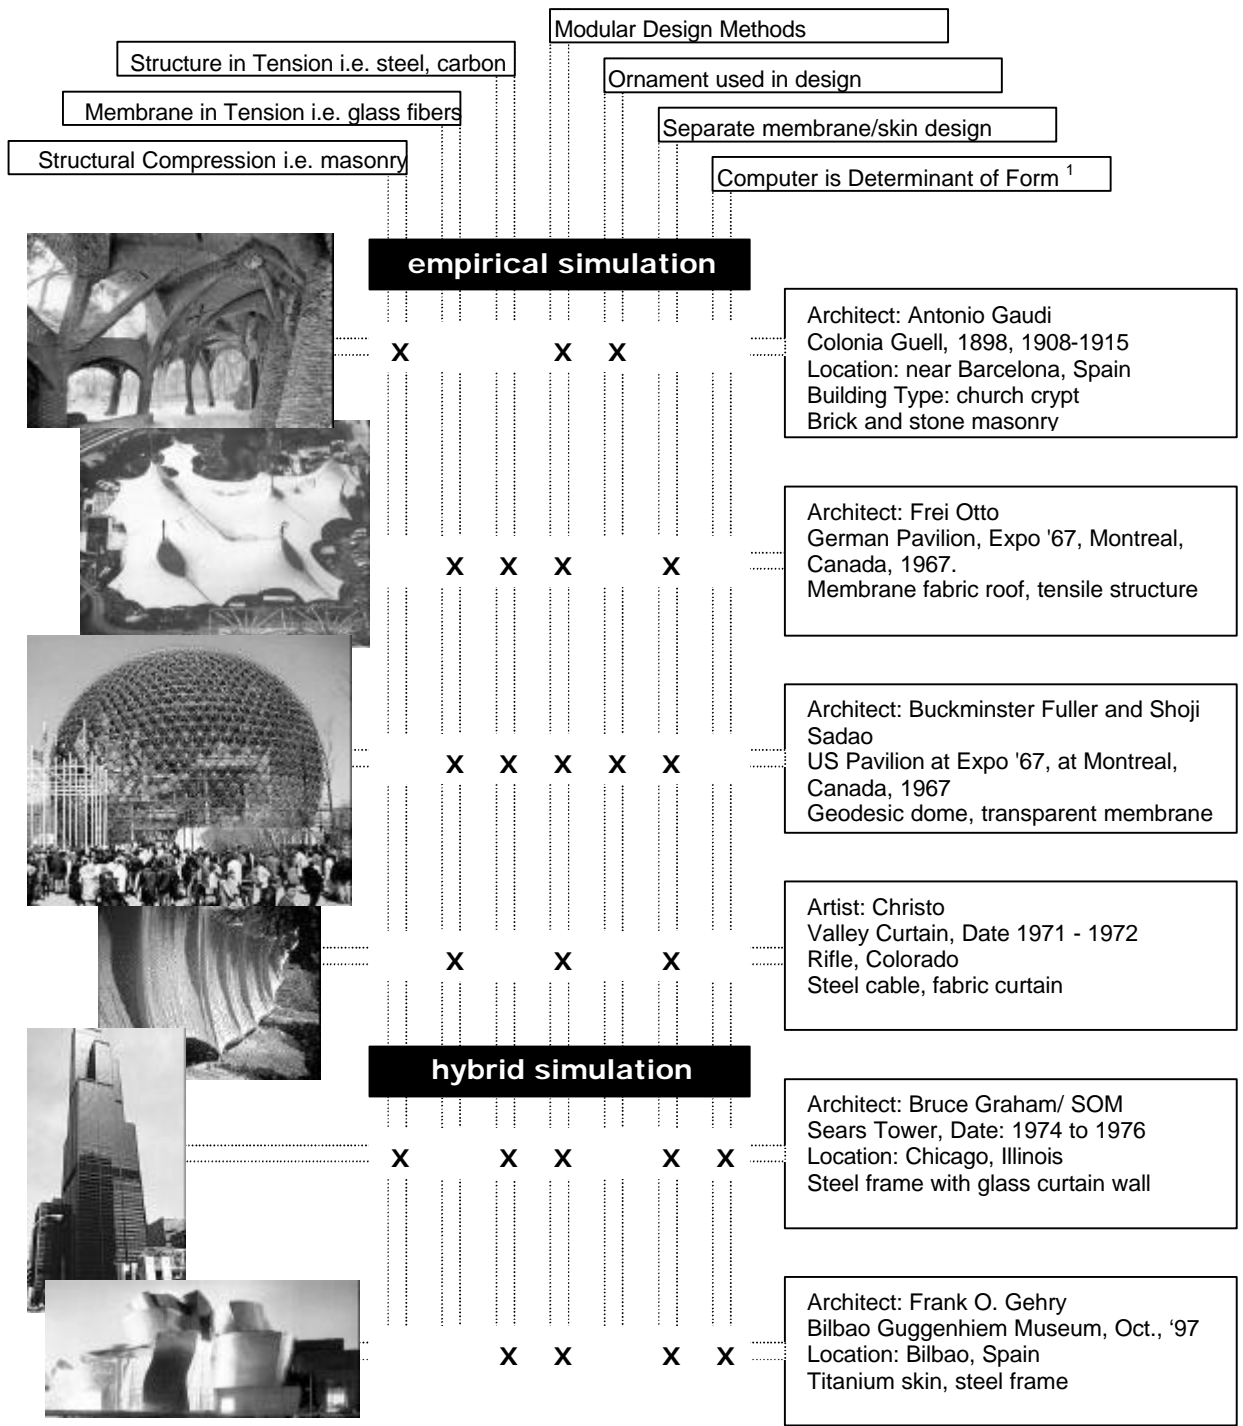 Modular Design Methods
Structure in Tension i.e. steel, carbon
Ornament used in design
Membrane in Tension i.e. glass fibers
Separate membrane/skin design
Structural Compression i.e. masonry
Computer is Determinant of Form 1
empirical simulation
Architect: Antonio Gaudi
Colonia Guell, 1898, 1908-1915
Location: near Barcelona, Spain
Building Type: church crypt
Brick and stone masonry
X X X
Architect: Frei Otto
German Pavilion, Expo '67, Montreal,
Canada, 1967.
Membrane fabric roof, tensile structure
X X X X
Architect: Buckminster Fuller and Shoji
Sadao
US Pavilion at Expo '67, at Montreal,
Canada, 1967
Geodesic dome, transparent membrane
X X X X X
Artist: Christo
Valley Curtain, Date 1971 - 1972
Rifle, Colorado
Steel cable, fabric curtain
X X X
hybrid simulation
Architect: Bruce Graham/ SOM
Sears Tower, Date: 1974 to 1976
Location: Chicago, Illinois
Steel frame with glass curtain wall
X X X X X
Architect: Frank O. Gehry
Bilbao Guggenhiem Museum, Oct., ‘97
Location: Bilbao, Spain
Titanium skin, steel frame
X X X X